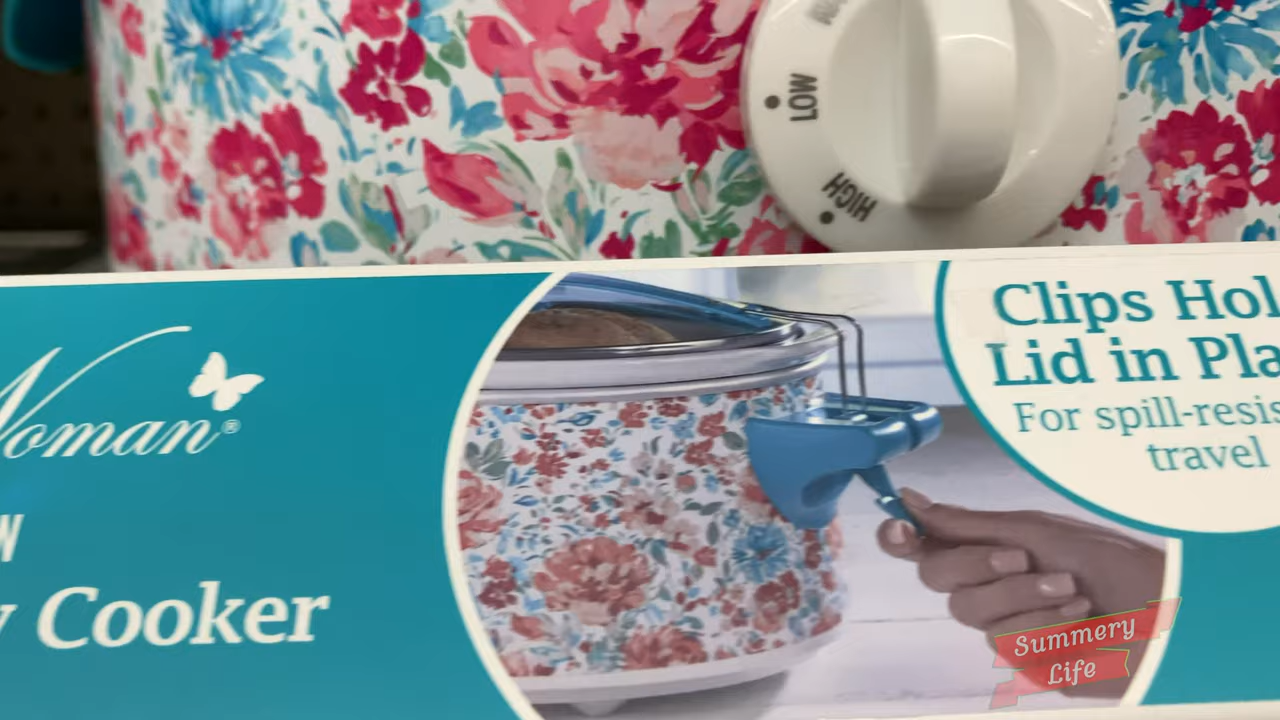 LOW
HIGH
Woman®
Cooker
Clips Hol
Lid in Pla
For spill-resis
travel
Summery
Life